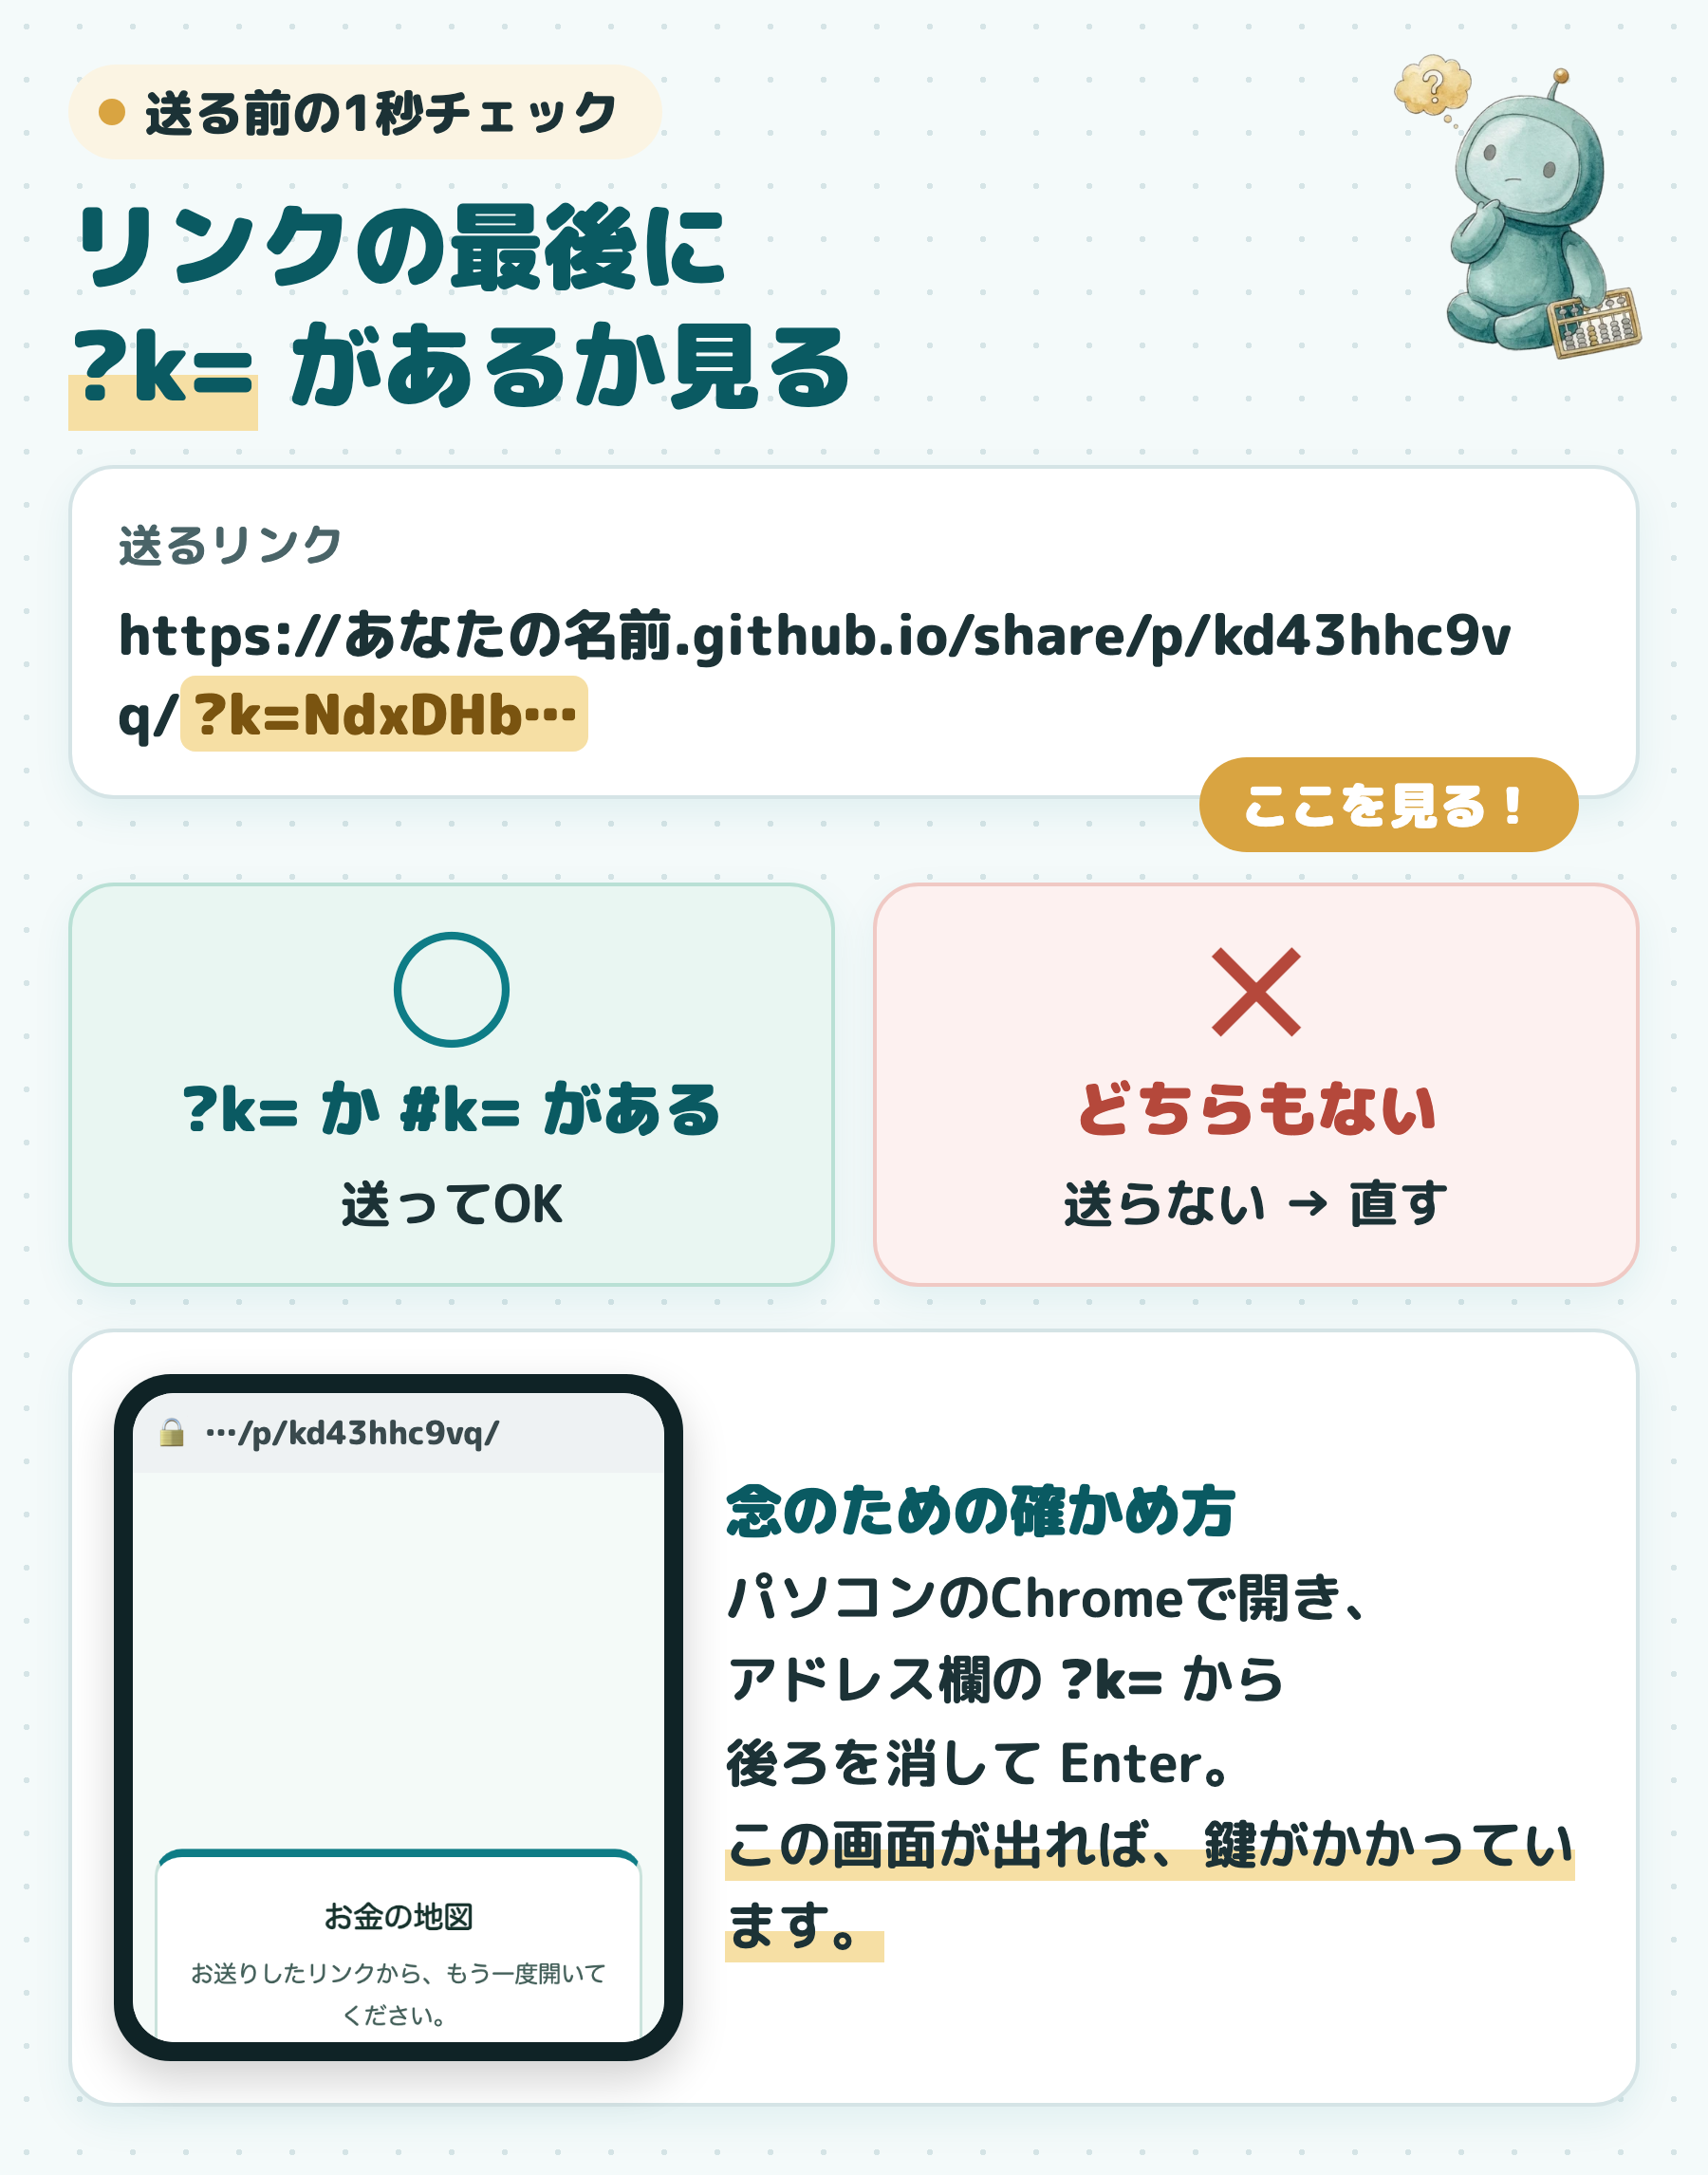 ?
送る前の1秒チェック
リンクの最後に
?k= があるか見る
送るリンク
https://あなたの名前.github.io/share/p/kd43hhc9v
q/?k=NdxDHb…
ここを見る！
?k= か #k= がある
送ってOK
どちらもない
送らない → 直す
…/p/kd43hhc9vq/
お金の地図
お送りしたリンクから、もう一度開いて
ください。
念のための確かめ方
パソコンのChromeで開き、
アドレス欄の ?k= から
後ろを消して Enter。
この画面が出れば、鍵がかかってい
ます。